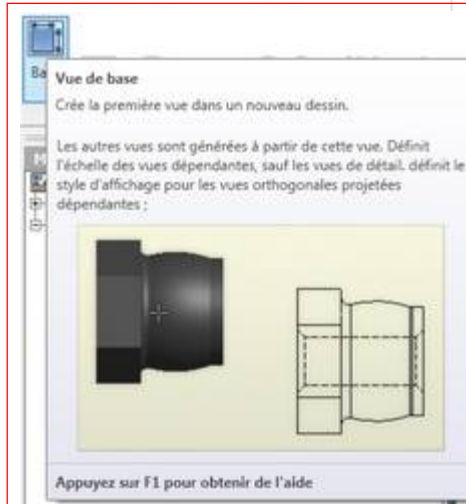 Ba
Vue de base
Crée la première vue dans un nouveau dessin.
Les autres vues sont générées à partir de cette vue. Définit
l'échelle des vues dépendantes, sauf les vues de détail. définit le
style d'affichage pour les vues orthogonales projetées
dépendantes :
Appuyez sur F1 pour obtenir de l'aide